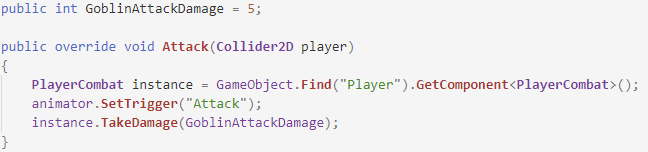 public int GoblinAttackDamage = 5;
public override void Attack(Collider2D player)
{
PlayerCombat instance = GameObject.Find("Player").GetComponent<PlayerCombat>();
animator.SetTrigger("Attack");
instance.TakeDamage(GoblinAttackDamage);
}